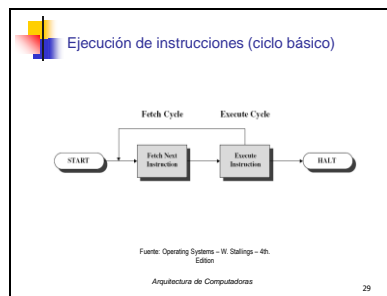 Ejecución de instrucciones (ciclo básico)
Fetch Cycle
Execute Cycle
START
Fetch Next
Instruction
Execute
Instruction
HALT
Fuente: Operating Systems – W. Stallings – 4th.
Edition
Arquitectura de Computadoras
29